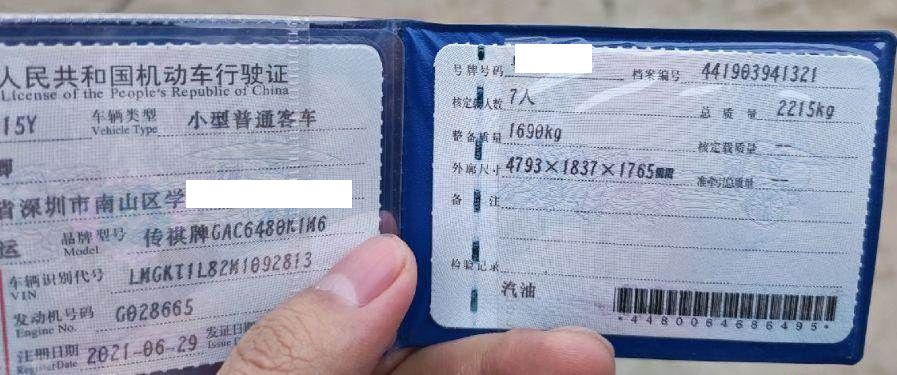 人民共和国机动车行驶证
License of the People's Republic of China
15Y 车辆类型 小型普通客车
Vehicle Type
省深圳市南山区学
运 品牌型号 传祺牌GAC6480K1M6
Model
车辆识别代号 LMGKT1L82M1092813
VIN
发动机号码 G028665
Engine No.
注册日期 2021-06-29 发证日期
Register Date Issue D
号牌号码 档案编号 441903941321
核定载人数 7人 总质量 2215kg
整备质量 1690kg 核定载质量 --
外廓尺寸 4793×1837×1765mm 准牵引总质量 --
备注
检验记录
汽油
*4480064686495*